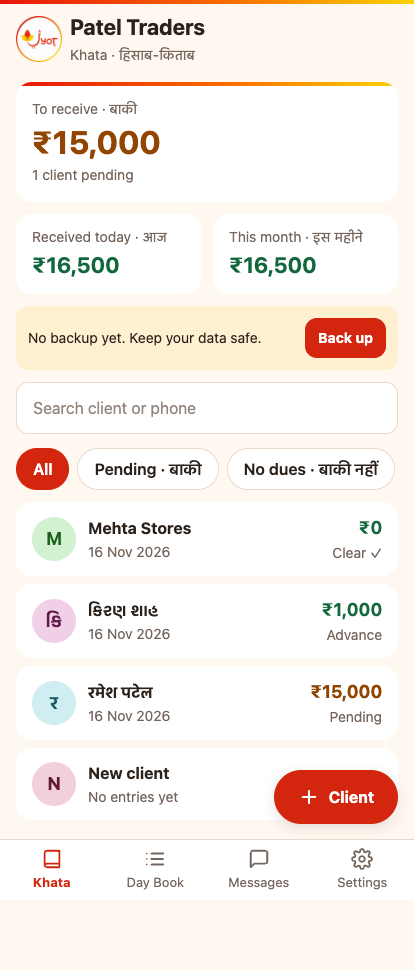 Jyot
Patel Traders
Khata · हिसाब-किताब
To receive · बाकी
₹15,000
1 client pending
Received today · आज
₹16,500
This month · इस महीने
₹16,500
No backup yet. Keep your data safe.
Back up
Search client or phone
All
Pending · बाकी
No dues · बाकी नहीं
M
Mehta Stores
16 Nov 2026
₹0
Clear ✓
કિ
કિરણ શાહ
16 Nov 2026
₹1,000
Advance
र
रमेश पटेल
16 Nov 2026
₹15,000
Pending
N
New client
No entries yet
+ Client
Khata
Day Book
Messages
Settings